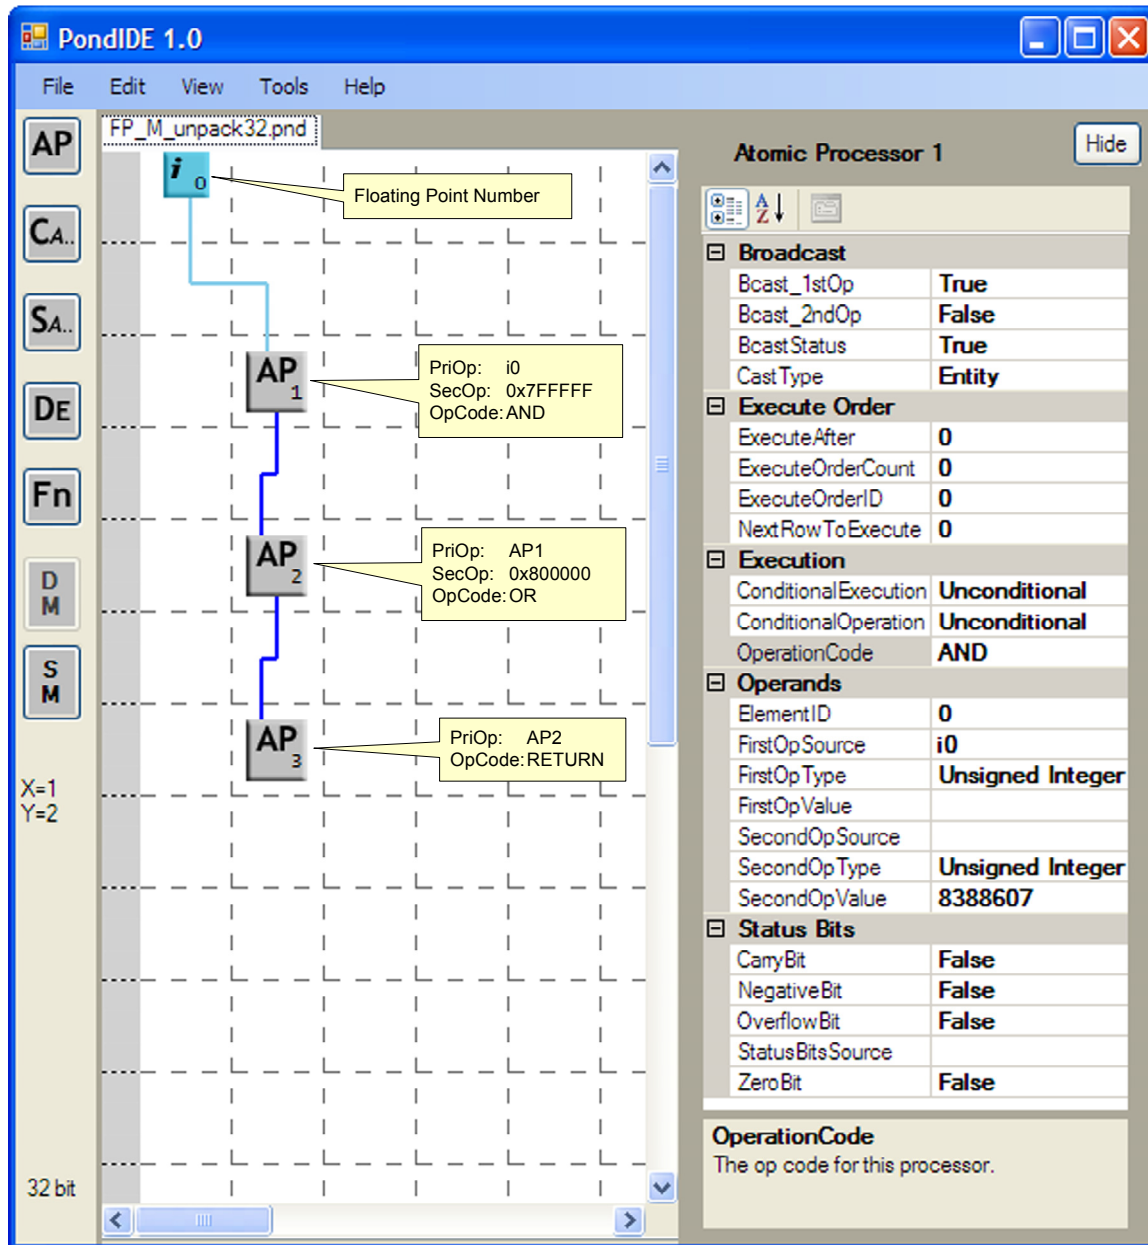 PondIDE 1.0
File Edit View Tools Help
AP
CA..
SA..
DE
Fn
D
M
S
M
X=1
Y=2
32 bit
FP_M_unpack32.pnd
i 0
Floating Point Number
AP 1
PriOp: i0
SecOp: 0x7FFFFF
OpCode: AND
AP 2
PriOp: AP1
SecOp: 0x800000
OpCode: OR
AP 3
PriOp: AP2
OpCode: RETURN
Atomic Processor 1
Hide
A
Z
Broadcast
Bcast_1stOp True
Bcast_2ndOp False
BcastStatus True
CastType Entity
Execute Order
ExecuteAfter 0
ExecuteOrderCount 0
ExecuteOrderID 0
NextRowToExecute 0
Execution
ConditionalExecution Unconditional
ConditionalOperation Unconditional
OperationCode AND
Operands
ElementID 0
FirstOpSource i0
FirstOpType Unsigned Integer
FirstOpValue
SecondOpSource
SecondOpType Unsigned Integer
SecondOpValue 8388607
Status Bits
CarryBit False
NegativeBit False
OverflowBit False
StatusBitsSource
ZeroBit False
OperationCode
The op code for this processor.